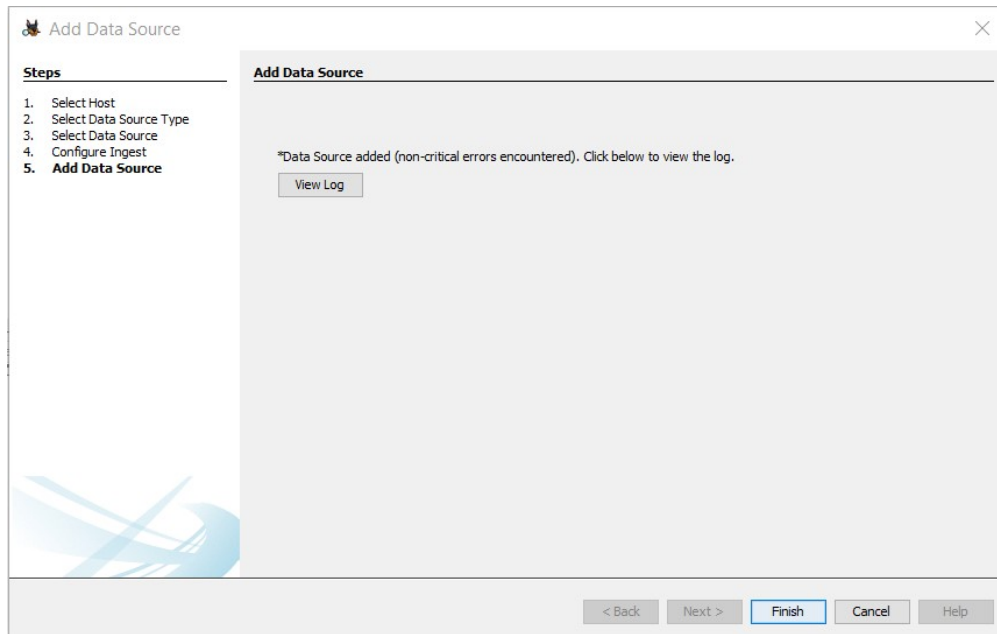 Add Data Source
Steps
1. Select Host
2. Select Data Source Type
3. Select Data Source
4. Configure Ingest
5. Add Data Source
Add Data Source
*Data Source added (non-critical errors encountered). Click below to view the log.
View Log
< Back Next > Finish Cancel Help